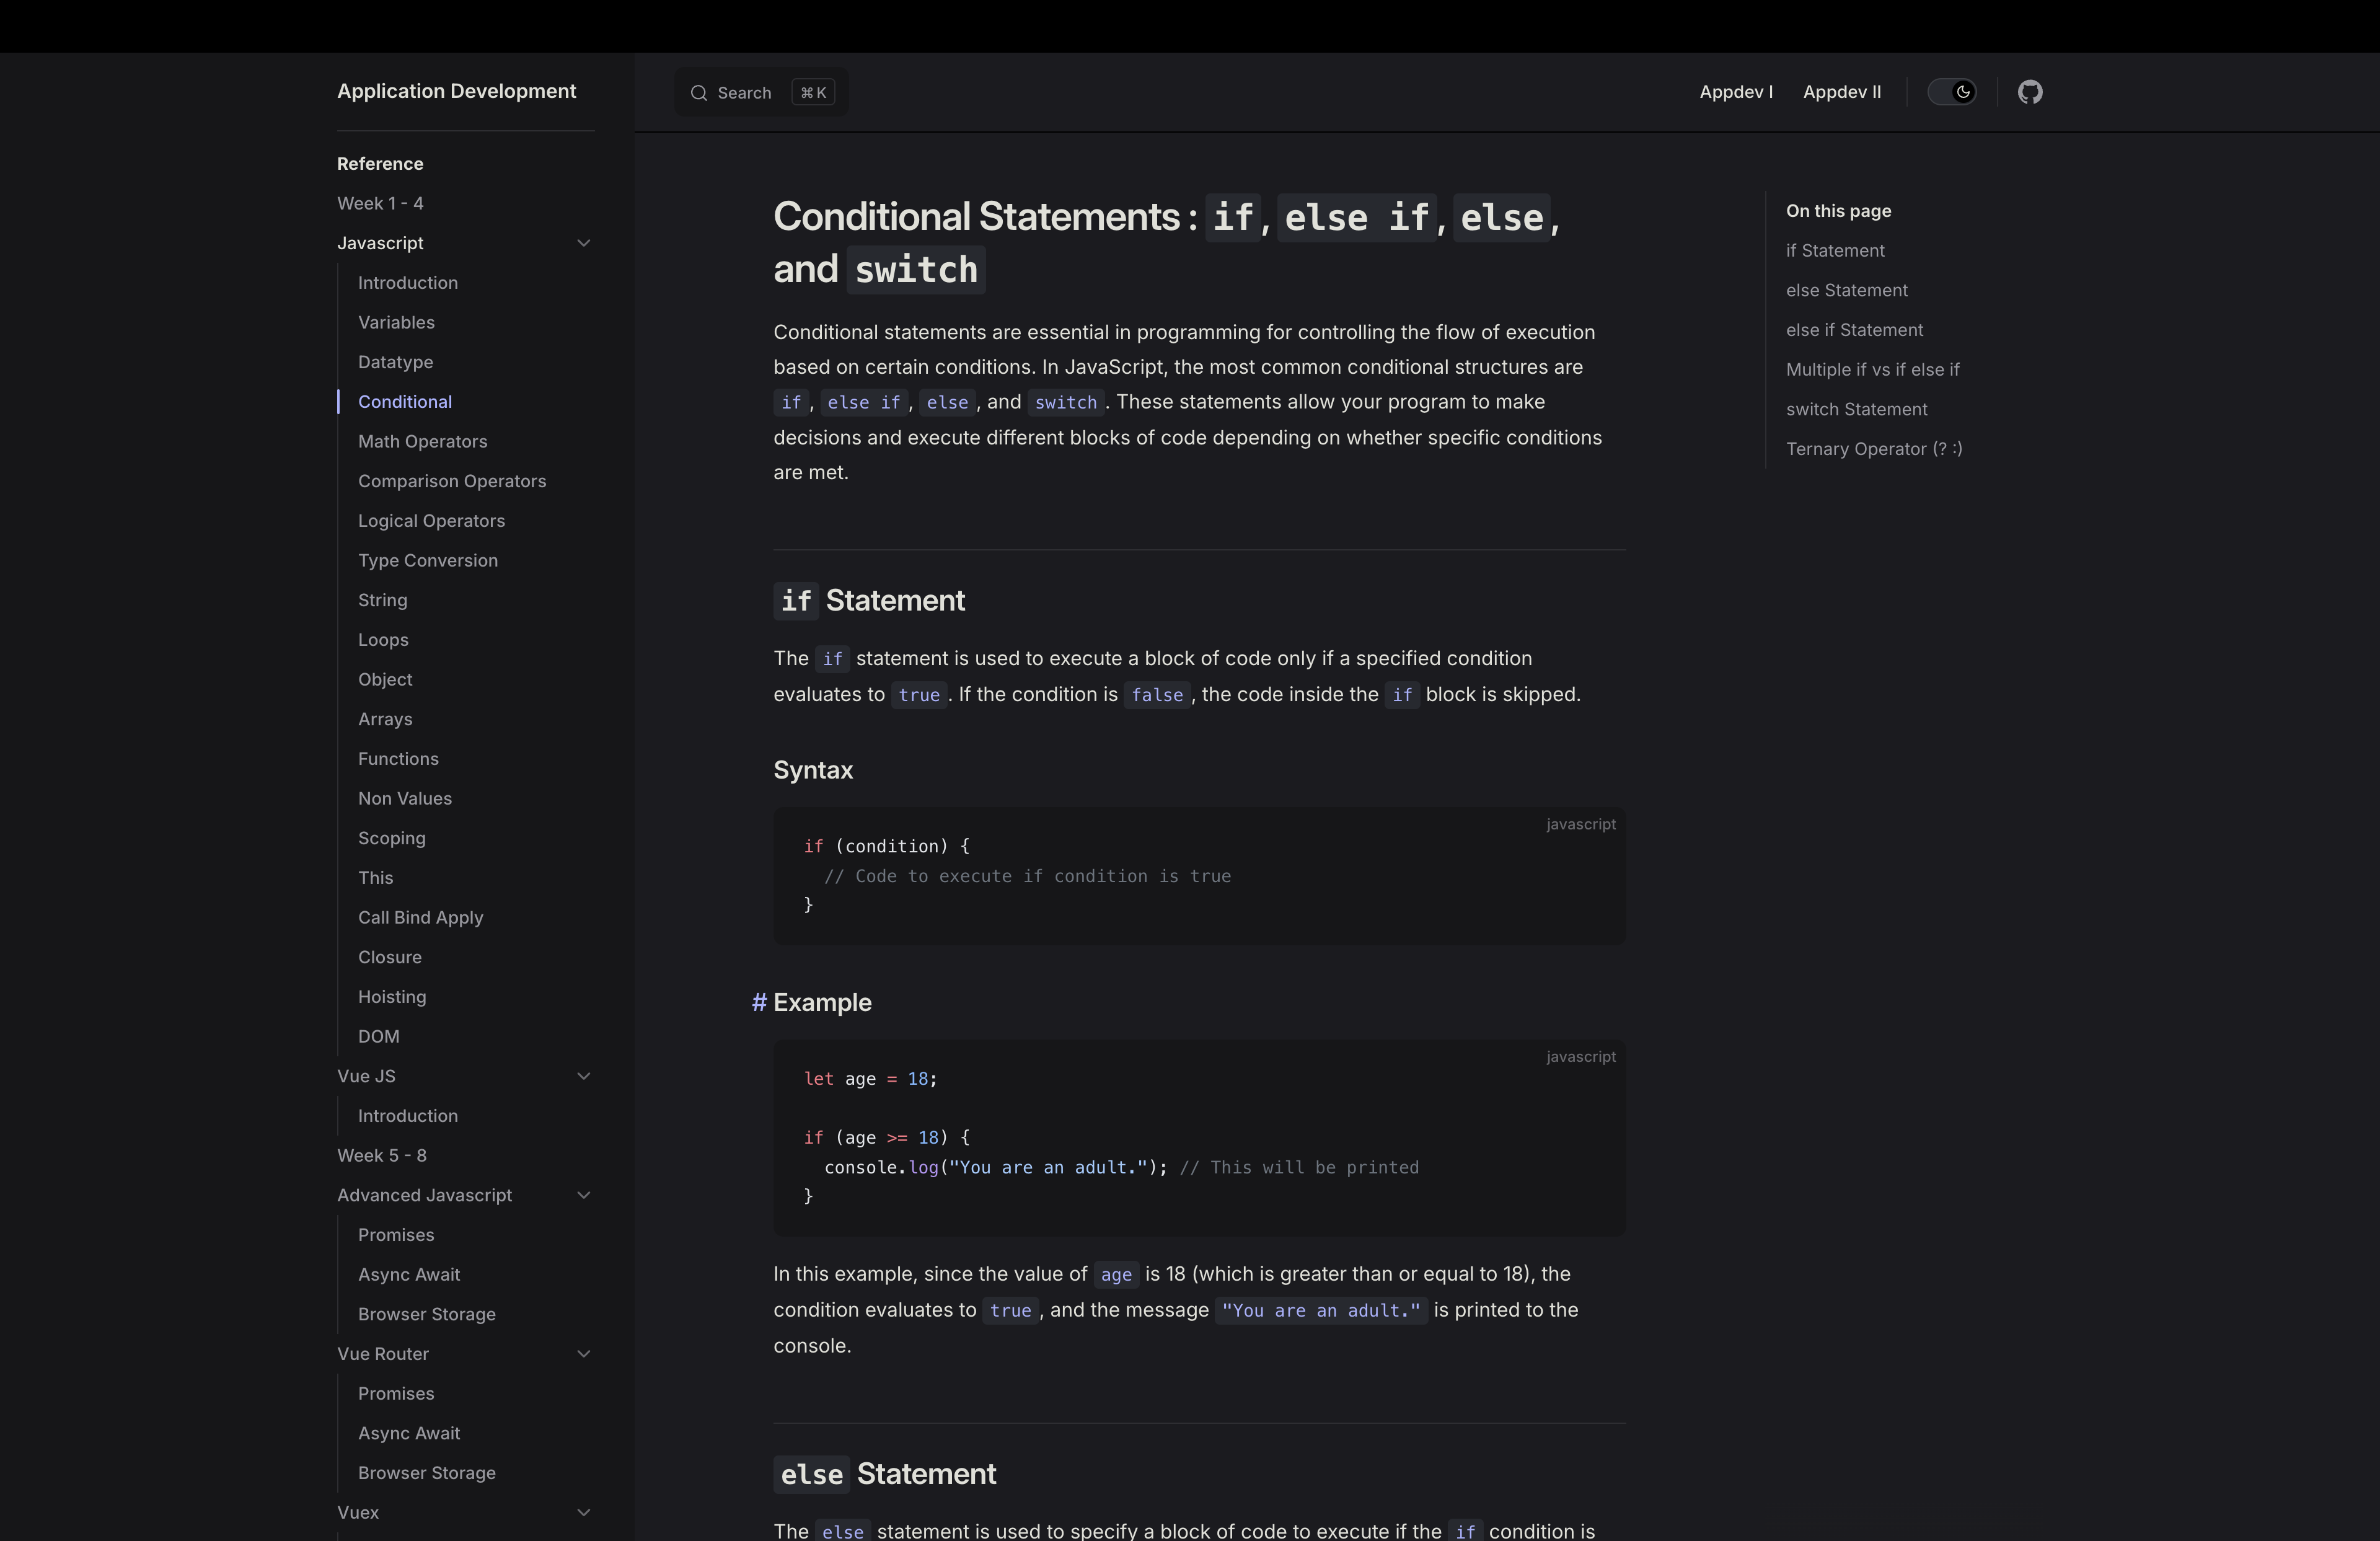 Application Development
Reference
Week 1 - 4
Javascript
Introduction
Variables
Datatype
Conditional
Math Operators
Comparison Operators
Logical Operators
Type Conversion
String
Loops
Object
Arrays
Functions
Non Values
Scoping
This
Call Bind Apply
Closure
Hoisting
DOM
Vue JS
Introduction
Week 5 - 8
Advanced Javascript
Promises
Async Await
Browser Storage
Vue Router
Promises
Async Await
Browser Storage
Vuex
Search ⌘ K
Appdev I Appdev II
Conditional Statements : if, else if, else,
and switch
Conditional statements are essential in programming for controlling the flow of execution
based on certain conditions. In JavaScript, the most common conditional structures are
if, else if, else, and switch. These statements allow your program to make
decisions and execute different blocks of code depending on whether specific conditions
are met.
if Statement
The if statement is used to execute a block of code only if a specified condition
evaluates to true. If the condition is false, the code inside the if block is skipped.
Syntax
javascript
if (condition) {
  // Code to execute if condition is true
}
# Example
javascript
let age = 18;
if (age >= 18) {
  console.log("You are an adult."); // This will be printed
}
In this example, since the value of age is 18 (which is greater than or equal to 18), the
condition evaluates to true, and the message "You are an adult." is printed to the
console.
else Statement
The else statement is used to specify a block of code to execute if the if condition is
On this page
if Statement
else Statement
else if Statement
Multiple if vs if else if
switch Statement
Ternary Operator (? :)